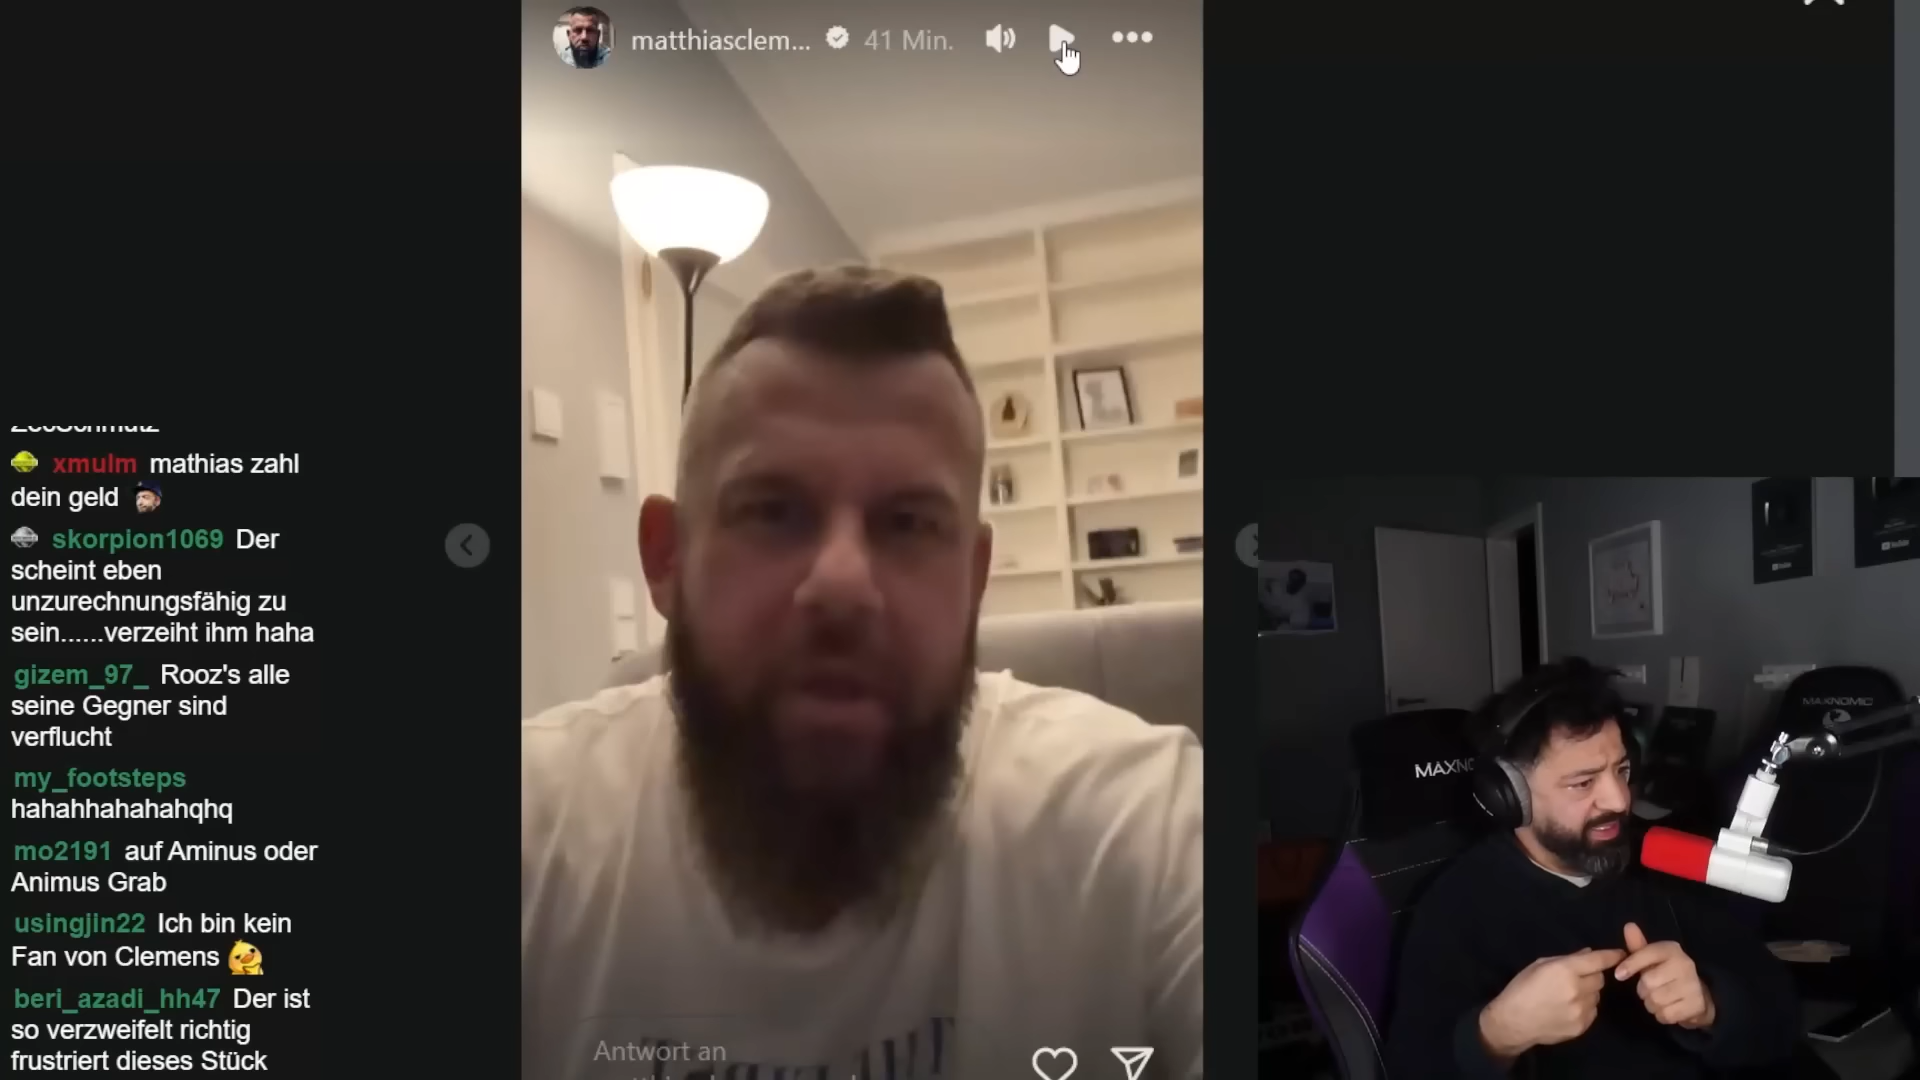 matthiasclem... 41 Min.
xmulm mathias zahl
dein geld
skorpion1069 Der
scheint eben
unzurechnungsfähig zu
sein......verzeiht ihm haha
gizem_97_ Rooz's alle
seine Gegner sind
verflucht
my_footsteps
hahahhahahahqhq
mo2191 auf Aminus oder
Animus Grab
usingjin22 Ich bin kein
Fan von Clemens
beri_azadi_hh47 Der ist
so verzweifelt richtig
frustriert dieses Stück
Antwort an
MAXNOMIC